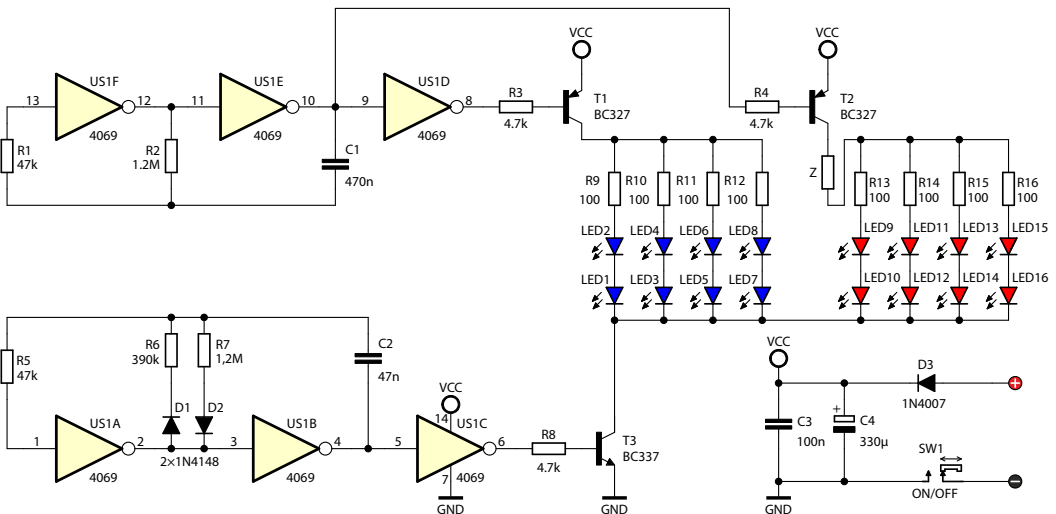 VCC
VCC
US1F
US1E
US1D
R3
T1
BC327
R4
T2
BC327
13
12
11
10
9
8
4.7k
4.7k
4069
4069
4069
R1
47k
R2
1.2M
C1
470n
Z
R9
100
R10
100
R11
100
R12
100
R13
100
R14
100
R15
100
R16
100
LED2
LED4
LED6
LED8
LED9
LED11
LED13
LED15
LED1
LED3
LED5
LED7
LED10
LED12
LED14
LED16
R5
47k
R6
390k
R7
1,2M
C2
47n
VCC
D3
1N4007
+
−
D1
D2
VCC
14
US1A
US1B
US1C
1
2
3
4
5
6
7
2×1N4148
4069
4069
4069
R8
4.7k
T3
BC337
C3
100n
+
C4
330µ
SW1
ON/OFF
GND
GND
GND